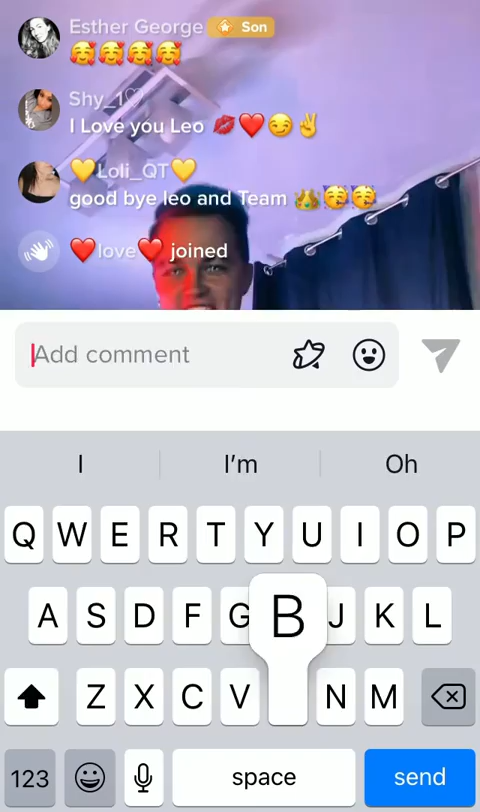 Esther George Son
🥰🥰🥰🥰
Shy_1♡
I Love you Leo 💋❤️😏✌️
💛Loli_QT💛
good bye leo and Team 👑🥳🥳
❤️love❤️ joined
Add comment
I I'm Oh
Q W E R T Y U I O P
A S D F G B J K L
Z X C V N M
123 space send